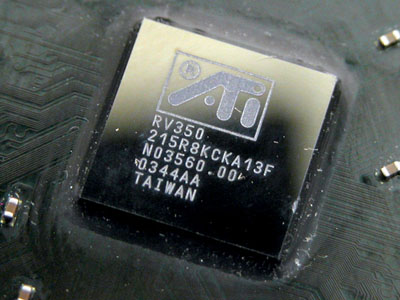 ATi
RV350
215R8KCKA13F
N03560.00
0344AA
TAIWAN